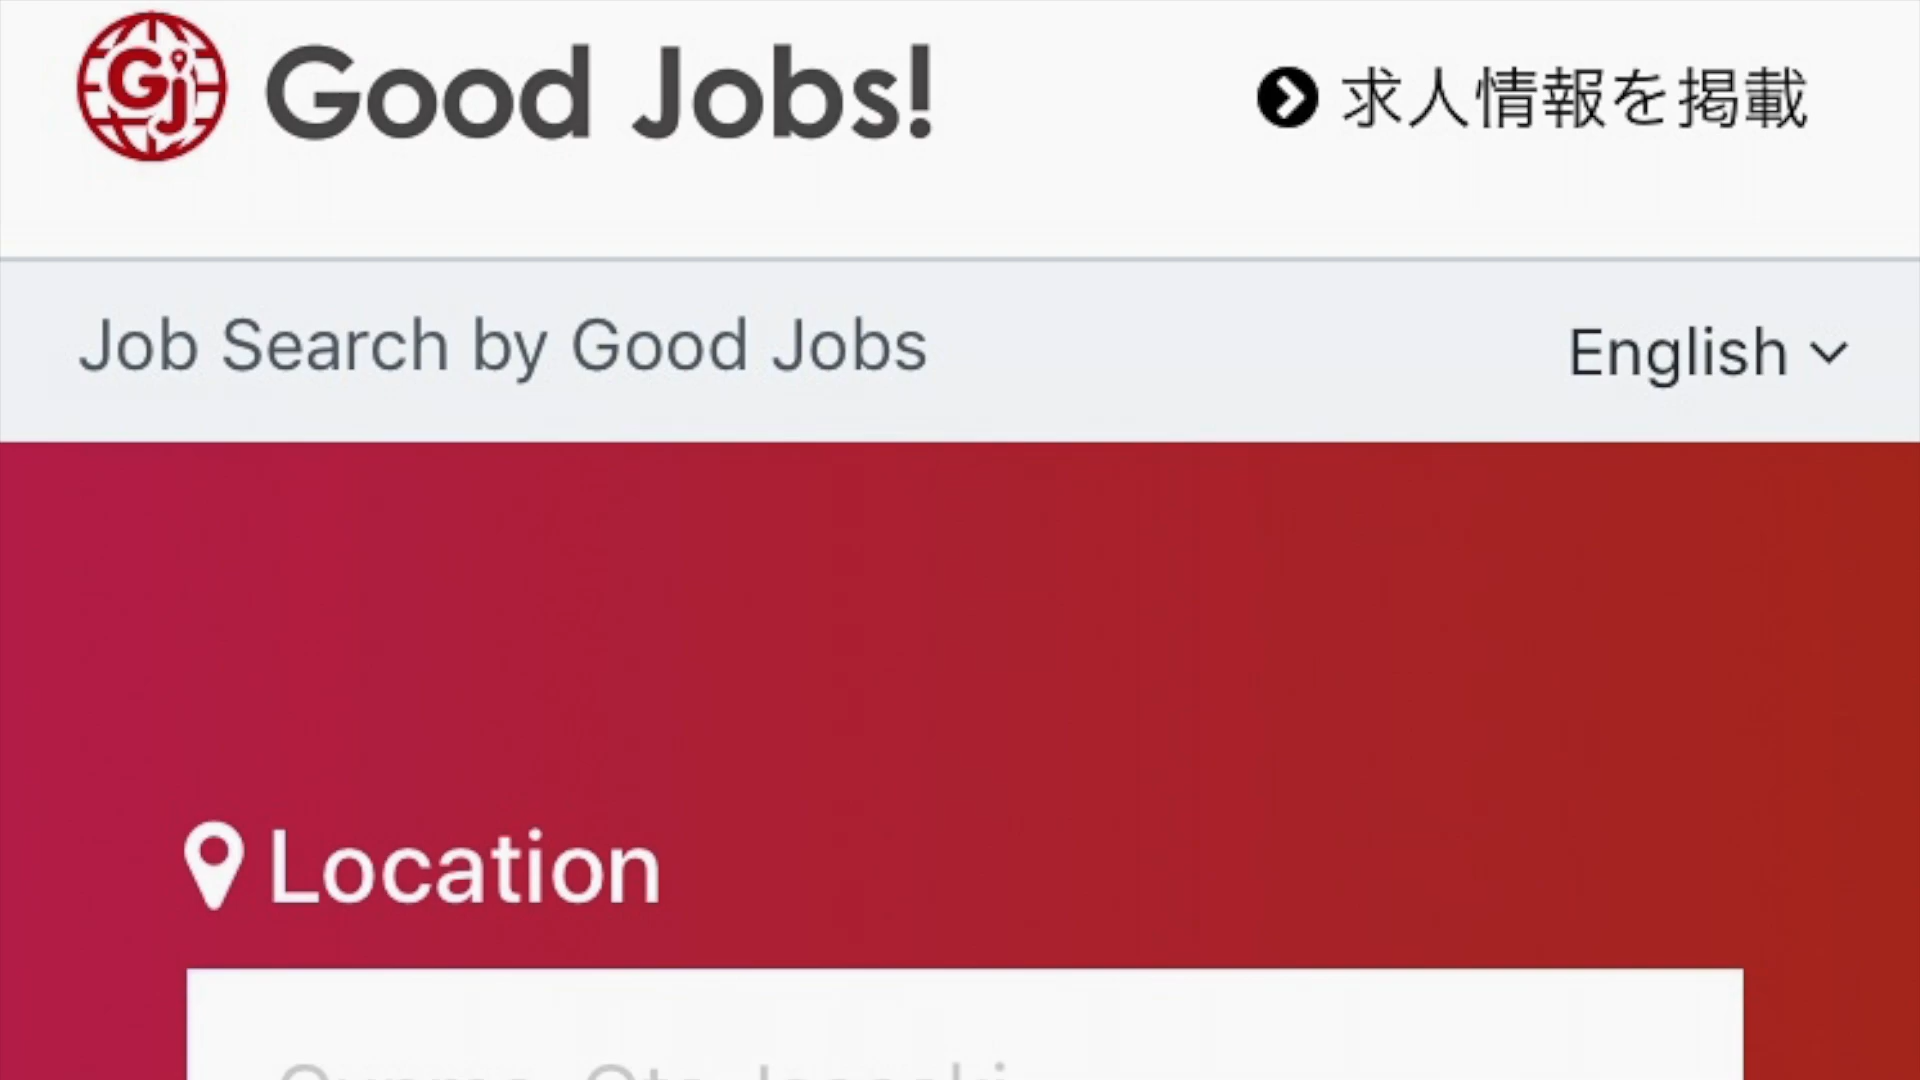 GJ Good Jobs!
求人情報を掲載
Job Search by Good Jobs
English
Location